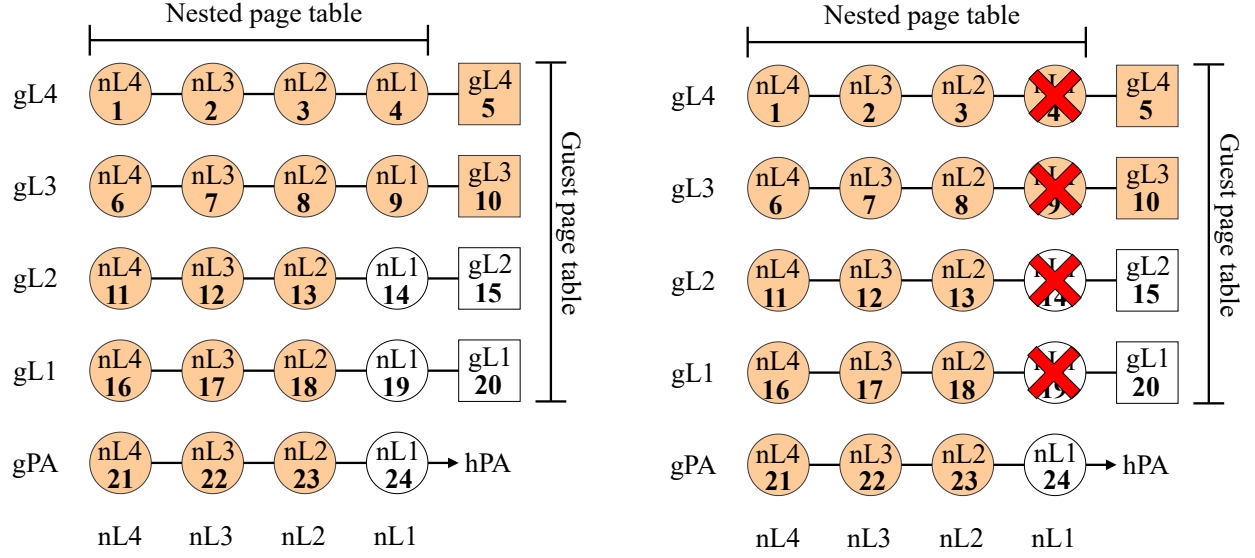 Nested page table
gL4 nL4 nL3 nL2 nL1 gL4
1 2 3 4 5
gL3 nL4 nL3 nL2 nL1 gL3
6 7 8 9 10
gL2 nL4 nL3 nL2 nL1 gL2
11 12 13 14 15
gL1 nL4 nL3 nL2 nL1 gL1
16 17 18 19 20
gPA nL4 nL3 nL2 nL1 hPA
21 22 23 24
nL4 nL3 nL2 nL1
Guest page table
Nested page table
gL4 nL4 nL3 nL2 gL4
1 2 3 4 5
gL3 nL4 nL3 nL2 gL3
6 7 8 9 10
gL2 nL4 nL3 nL2 gL2
11 12 13 14 15
gL1 nL4 nL3 nL2 gL1
16 17 18 19 20
gPA nL4 nL3 nL2 nL1 hPA
21 22 23 24
nL4 nL3 nL2 nL1
Guest page table